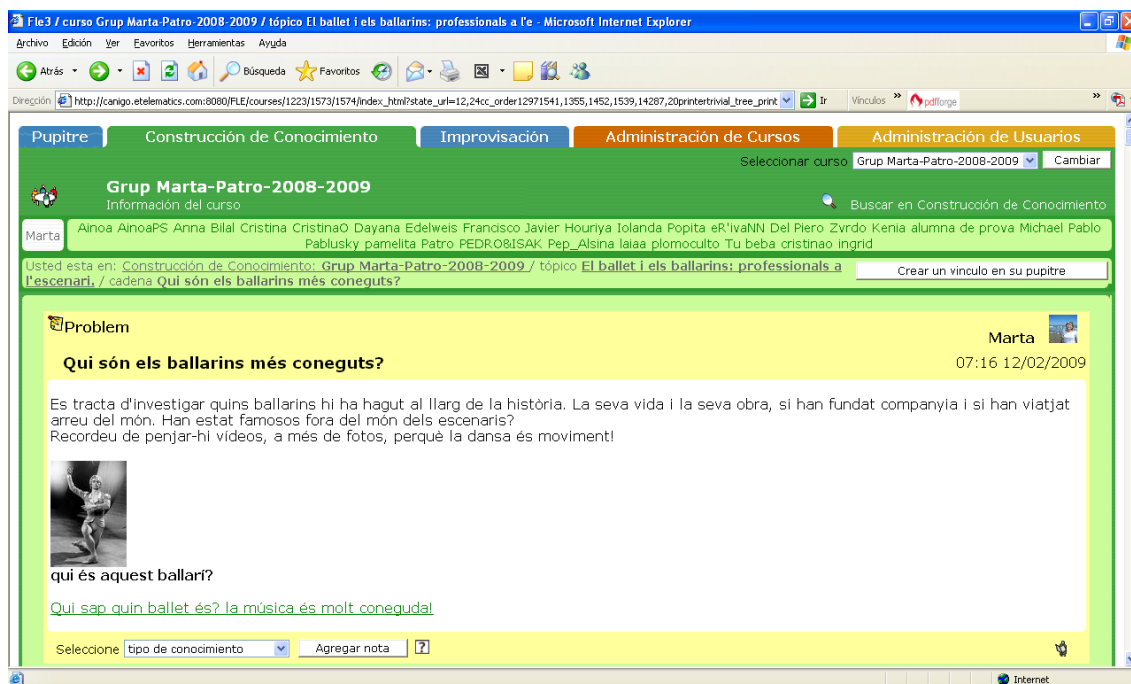 Fle3 / curso Grup Marta-Patro-2008-2009 / tópico El ballet i els ballarins: professionals a l'e - Microsoft Internet Explorer
Archivo Edición Ver Favoritos Herramientas Ayuda
Atrás Búsqueda Favoritos
Dirección http://canigo.etelematics.com:8080/FLE/courses/1223/1573/1574/index_html?state_url=12,24cc_order12971541,1355,1452,1539,14287,20printertrivial_tree_print Ir Vínculos » pdfforge »
Pupitre Construcción de Conocimiento Improvisación Administración de Cursos Administración de Usuarios
Seleccionar curso Grup Marta-Patro-2008-2009 Cambiar
Grup Marta-Patro-2008-2009
Información del curso Buscar en Construcción de Conocimiento
Marta
Ainoa AinoaPS Anna Bilal Cristina CristinaO Dayana Edelweis Francisco Javier Houriya Iolanda Popita eR'ivaNN Del Piero Zvrdo Kenia alumna de prova Michael Pablo
Pablusky pamelita Patro PEDRO&ISAK Pep_Alsina laiaa plomoculto Tu beba cristinao ingrid
Usted esta en: Construcción de Conocimiento: Grup Marta-Patro-2008-2009 / tópico El ballet i els ballarins: professionals a
l'escenari. / cadena Qui són els ballarins més coneguts?
Crear un vinculo en su pupitre
Problem
Marta
Qui són els ballarins més coneguts?
07:16 12/02/2009
Es tracta d'investigar quins ballarins hi ha hagut al llarg de la història. La seva vida i la seva obra, si han fundat companyia i si han viatjat
arreu del món. Han estat famosos fora del món dels escenaris?
Recordeu de penjar-hi vídeos, a més de fotos, perquè la dansa és moviment!
qui és aquest ballarí?
Qui sap quin ballet és? la música és molt coneguda!
Seleccione tipo de conocimiento Agregar nota ?
Internet